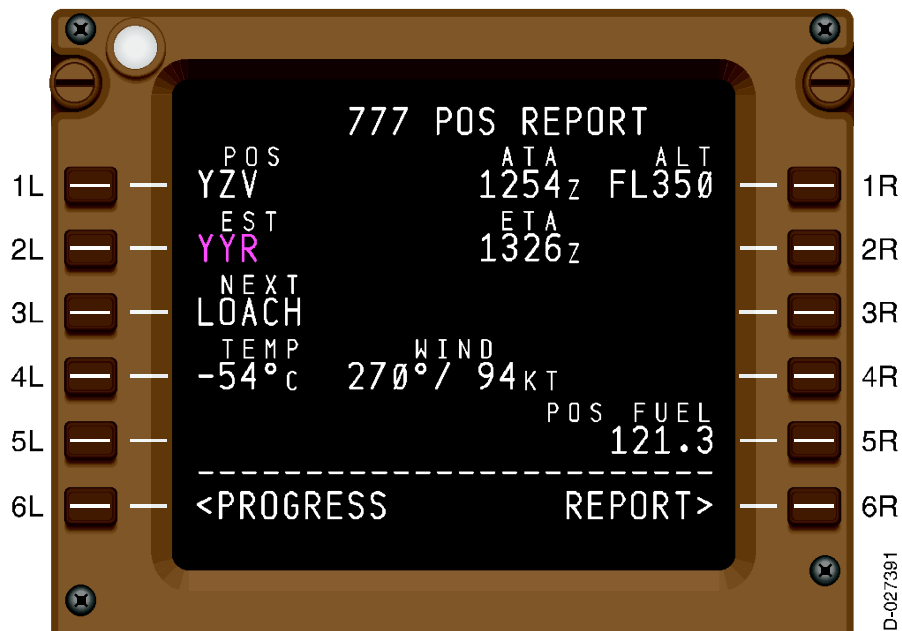 777 POS REPORT
POS ATA ALT
1L YZV 1254z FL350 1R
EST ETA
2L YYR 1326z 2R
NEXT
3L LOACH 3R
TEMP WIND
4L -54°C 270°/ 94KT 4R
POS FUEL
5L 121.3 5R
------------------------
6L <PROGRESS REPORT> 6R
D-027391